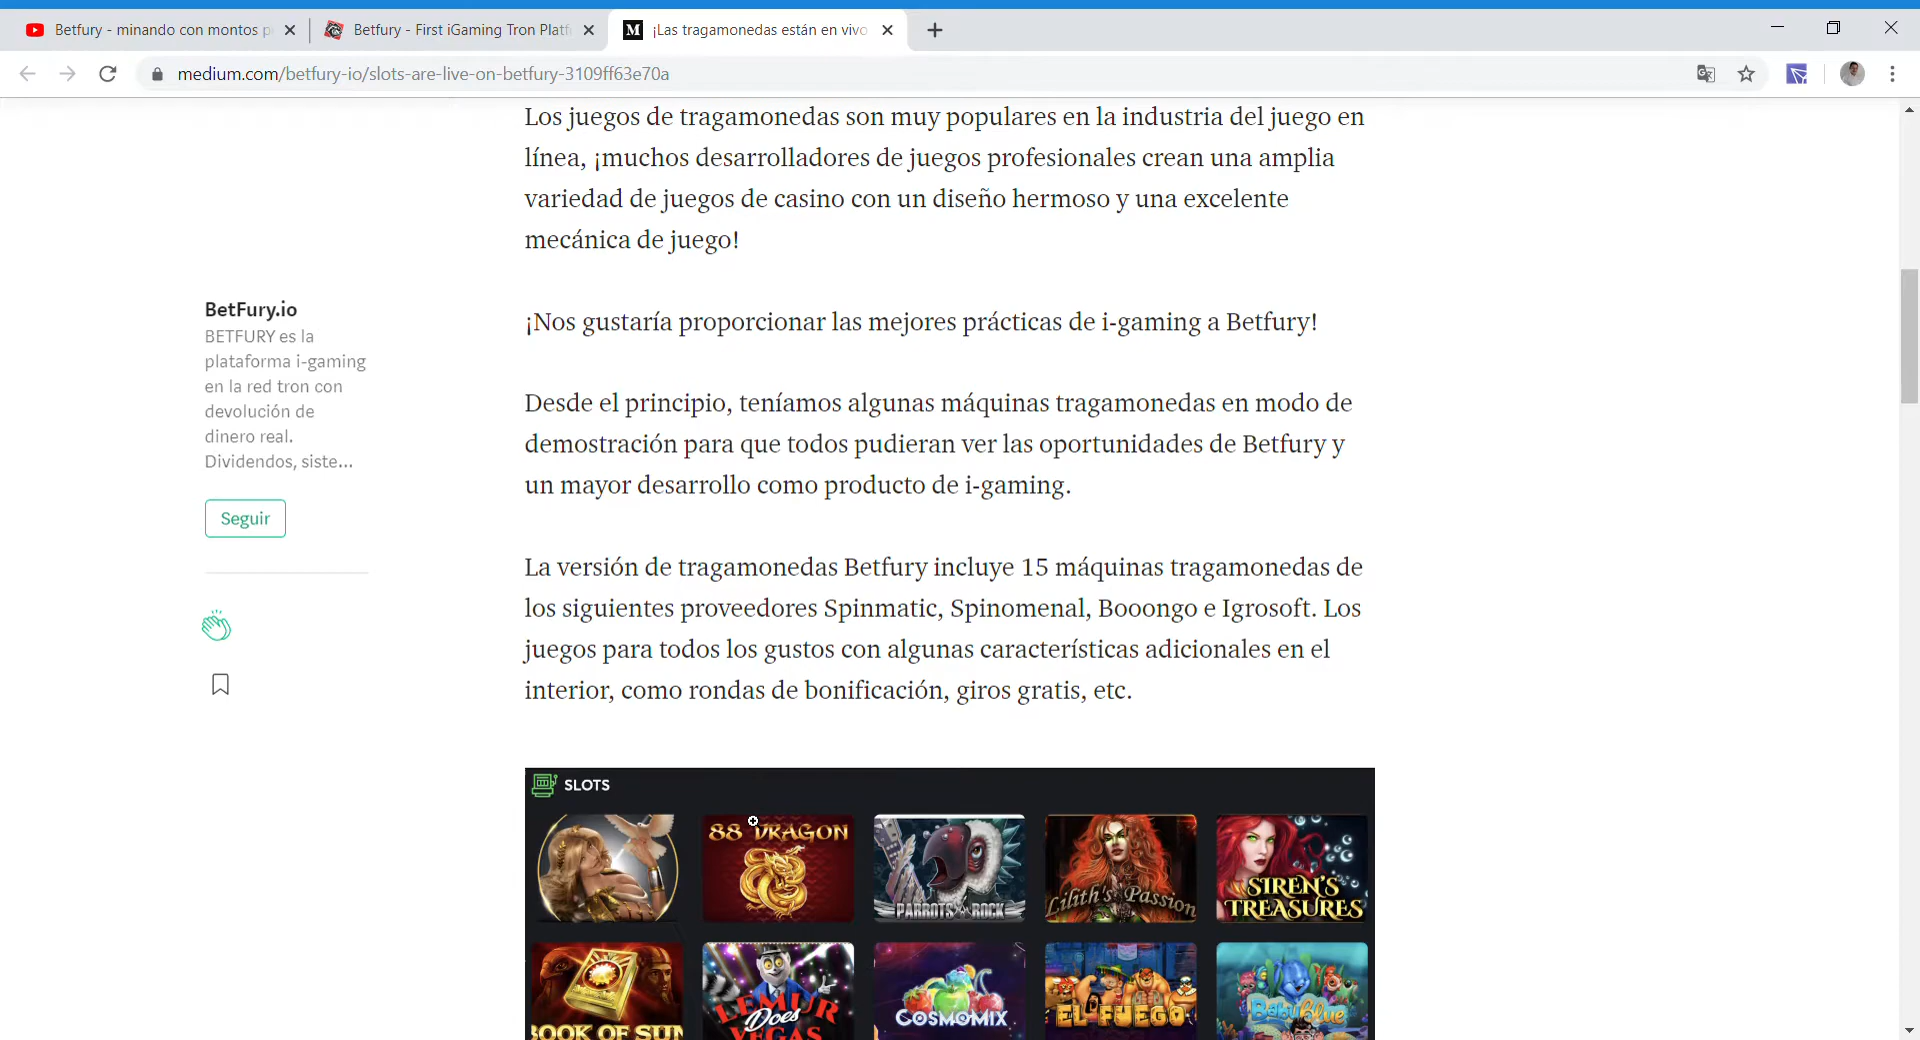 Betfury - minando con montos p
Betfury - First iGaming Tron Platf
M
¡Las tragamonedas están en vivo
medium.com/betfury-io/slots-are-live-on-betfury-3109ff63e70a
Los juegos de tragamonedas son muy populares en la industria del juego en
línea, ¡muchos desarrolladores de juegos profesionales crean una amplia
variedad de juegos de casino con un diseño hermoso y una excelente
mecánica de juego!
BetFury.io
BETFURY es la
plataforma i-gaming
en la red tron con
devolución de
dinero real.
Dividendos, siste...
Seguir
¡Nos gustaría proporcionar las mejores prácticas de i-gaming a Betfury!
Desde el principio, teníamos algunas máquinas tragamonedas en modo de
demostración para que todos pudieran ver las oportunidades de Betfury y
un mayor desarrollo como producto de i-gaming.
La versión de tragamonedas Betfury incluye 15 máquinas tragamonedas de
los siguientes proveedores Spinmatic, Spinomenal, Booongo e Igrosoft. Los
juegos para todos los gustos con algunas características adicionales en el
interior, como rondas de bonificación, giros gratis, etc.
SLOTS
88 DRAGON
PARROTS ROCK
Lilith's Passion
SIREN'S
TREASURES
BOOK OF SUN
LEMUR
Does
VEGAS
COSMOMIX
EL FUEGO
Baby Blue